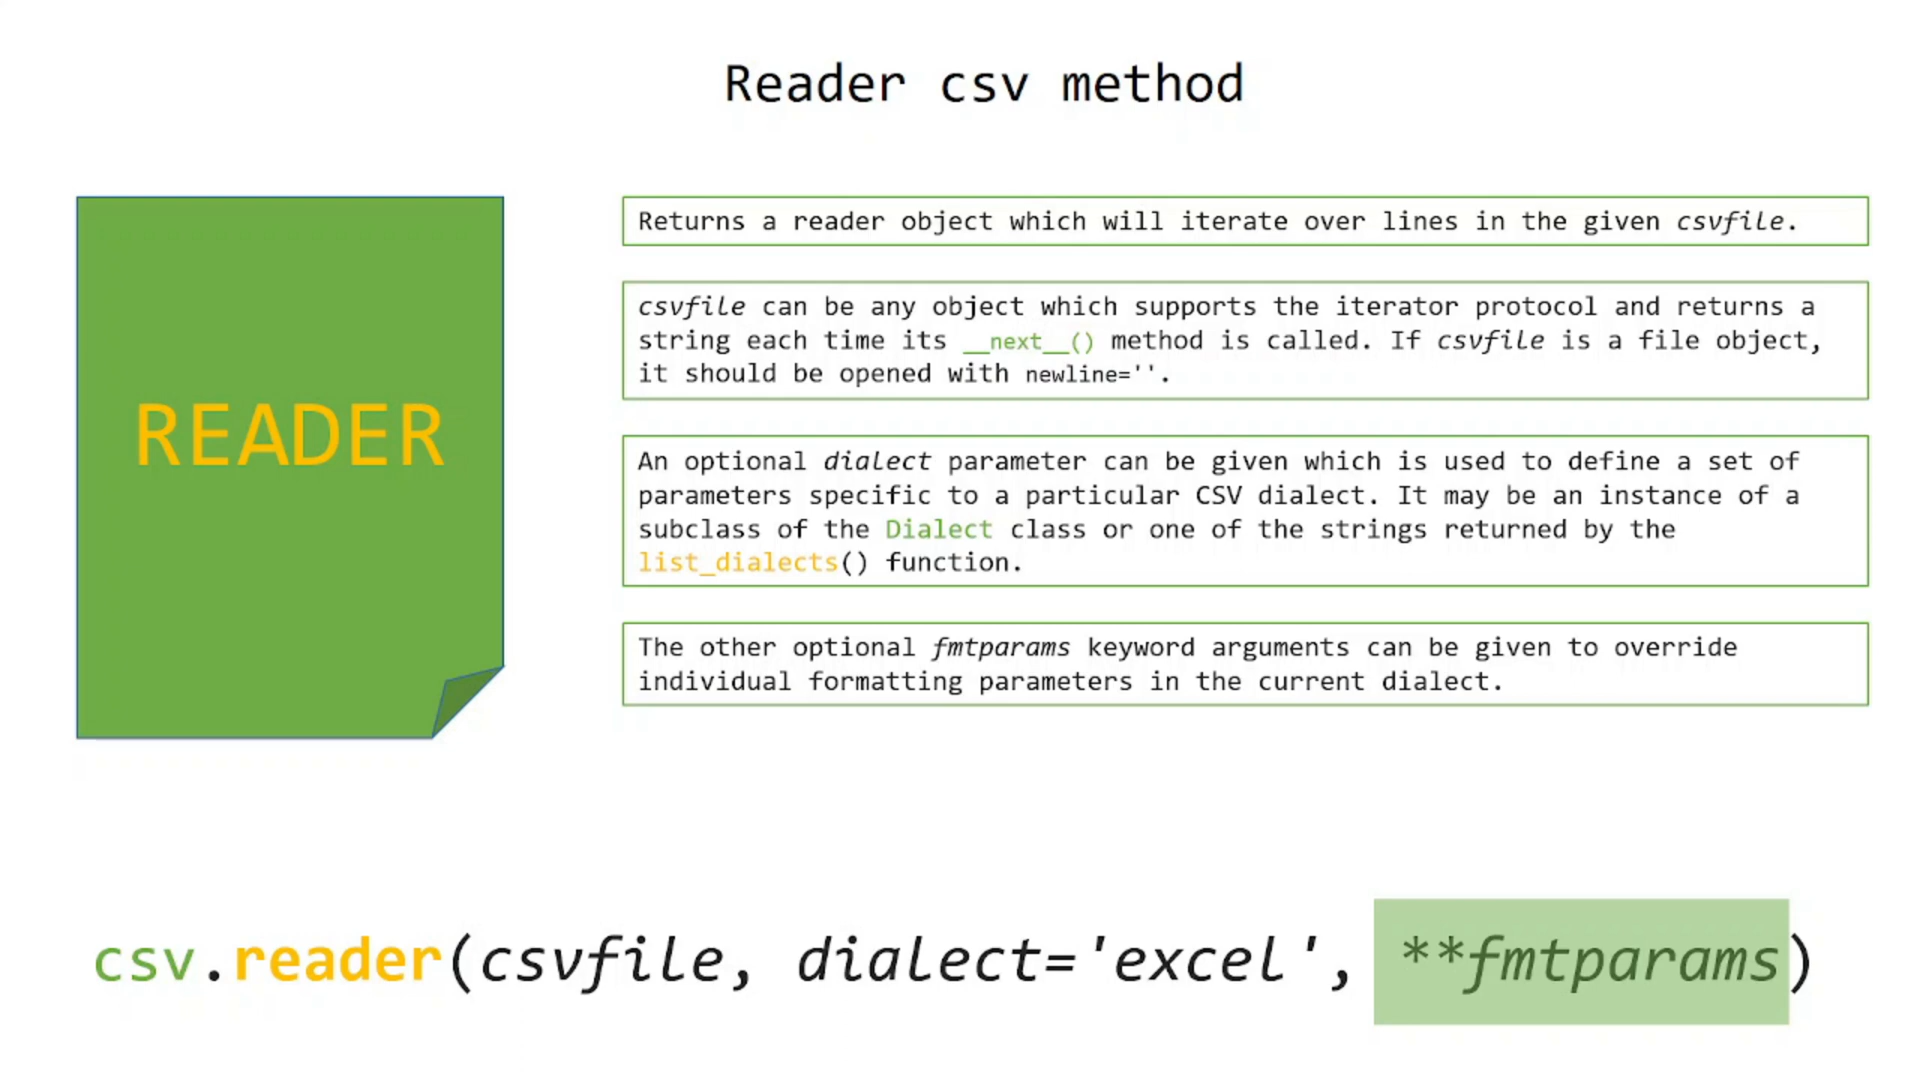 Reader csv method
READER
Returns a reader object which will iterate over lines in the given csvfile.
csvfile can be any object which supports the iterator protocol and returns a
string each time its __next__() method is called. If csvfile is a file object,
it should be opened with newline=''.
An optional dialect parameter can be given which is used to define a set of
parameters specific to a particular CSV dialect. It may be an instance of a
subclass of the Dialect class or one of the strings returned by the
list_dialects() function.
The other optional fmtparams keyword arguments can be given to override
individual formatting parameters in the current dialect.
csv.reader(csvfile, dialect='excel', **fmtparams)